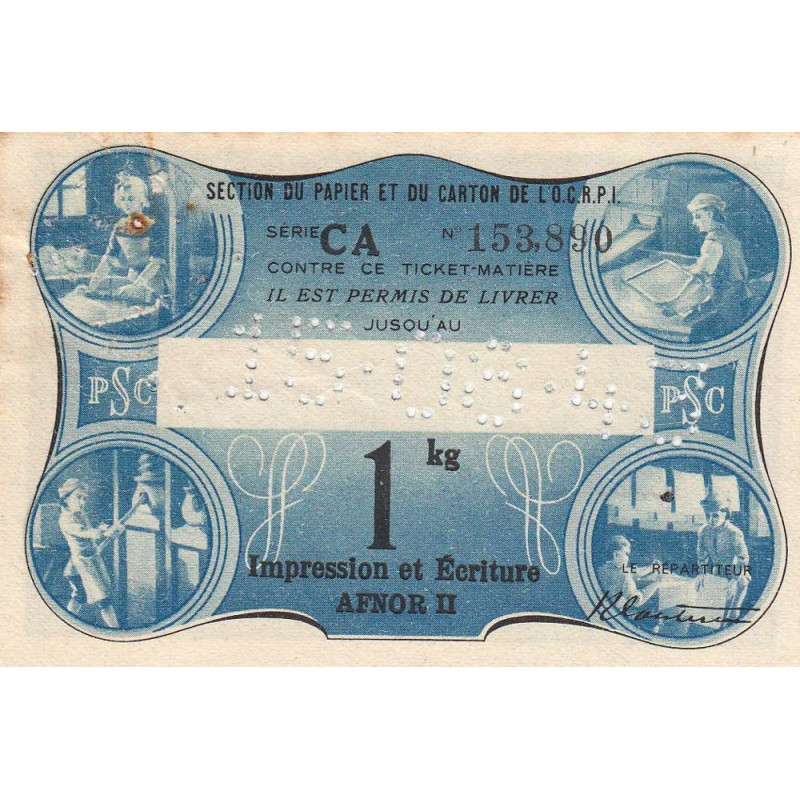 SECTION DU PAPIER ET DU CARTON DE L'O.C.R.P.I.
SÉRIE CA N° 153,890
CONTRE CE TICKET-MATIÈRE
IL EST PERMIS DE LIVRER
JUSQU'AU
PSC PSC
1 kg
Impression et Écriture
AFNOR II
LE RÉPARTITEUR